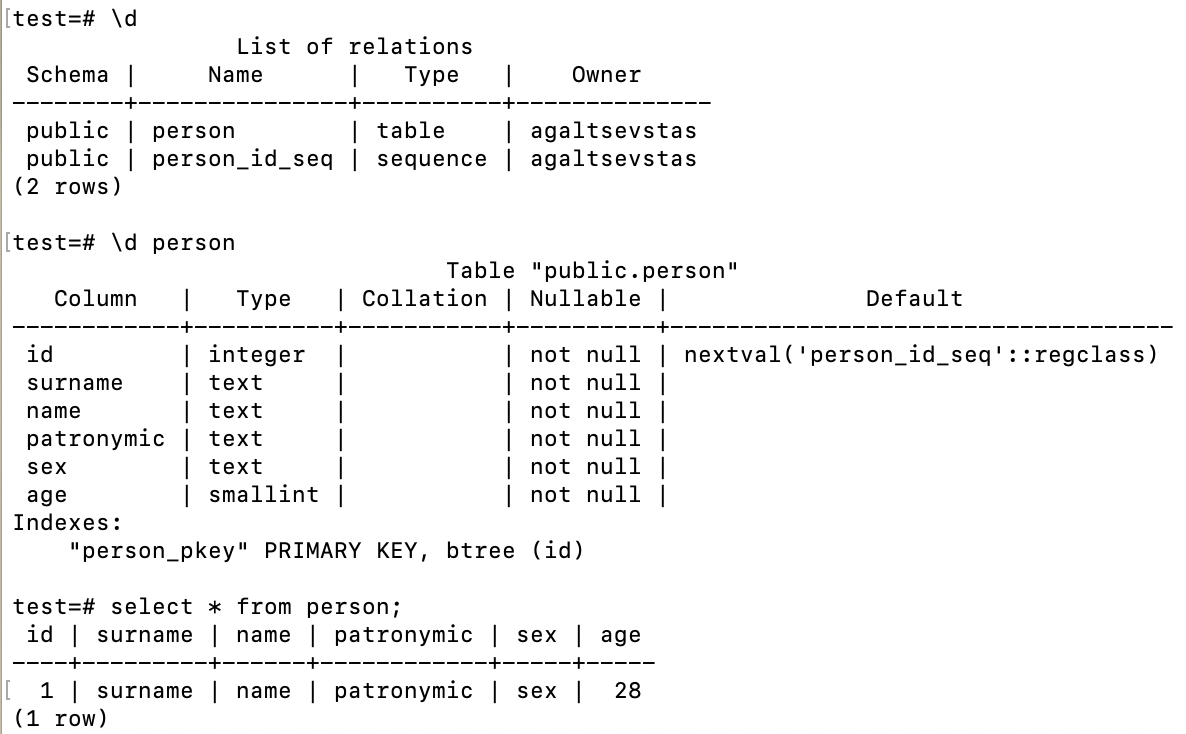 [test=# \d
                List of relations
 Schema |     Name      |   Type   |    Owner
--------+---------------+----------+--------------
 public | person        | table    | agaltsevstas
 public | person_id_seq | sequence | agaltsevstas
(2 rows)
[test=# \d person
                               Table "public.person"
   Column   |   Type   | Collation | Nullable |              Default
------------+----------+-----------+----------+------------------------------------
 id         | integer  |           | not null | nextval('person_id_seq'::regclass)
 surname    | text     |           | not null |
 name       | text     |           | not null |
 patronymic | text     |           | not null |
 sex        | text     |           | not null |
 age        | smallint |           | not null |
Indexes:
    "person_pkey" PRIMARY KEY, btree (id)
test=# select * from person;
 id | surname | name | patronymic | sex | age
----+---------+------+------------+-----+-----
[  1 | surname | name | patronymic | sex |  28
(1 row)